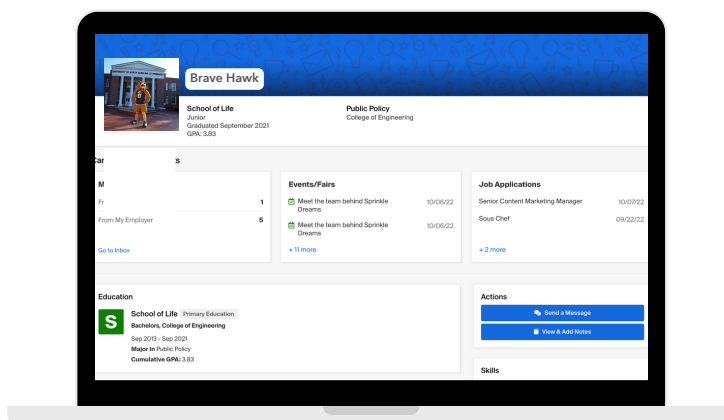 Brave Hawk
School of Life
Junior
Graduated September 2021
GPA: 3.83
Public Policy
College of Engineering
M
Fr
1
From My Employer
5
Go to Inbox
Events/Fairs
Meet the team behind Sprinkle
Dreams
10/06/22
Meet the team behind Sprinkle
Dreams
10/06/22
+ 11 more
Job Applications
Senior Content Marketing Manager
10/07/22
Sous Chef
09/22/22
+ 2 more
Education
S
School of Life
Primary Education
Bachelors, College of Engineering
Sep 2013 - Sep 2021
Major in Public Policy
Cumulative GPA: 3.83
Actions
Send a Message
View & Add Notes
Skills